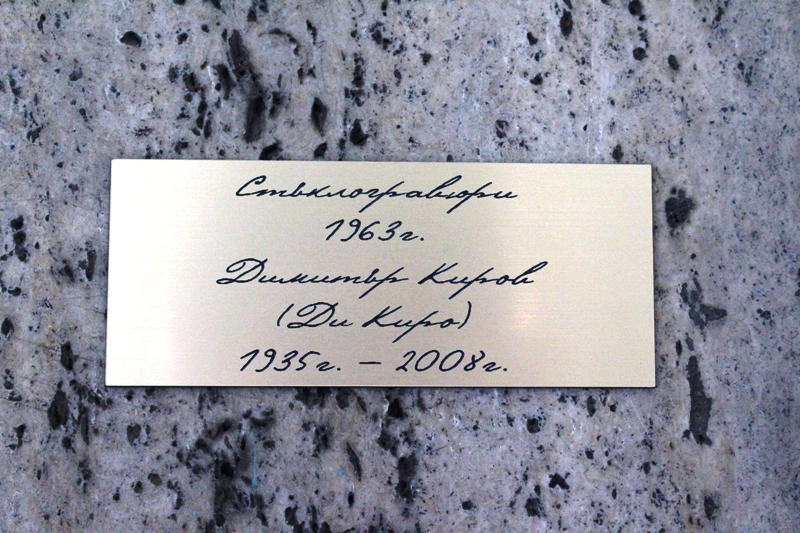 Стъклогравюри
1963г.
Димитър Киров
(Ди Киро)
1935г. – 2008г.